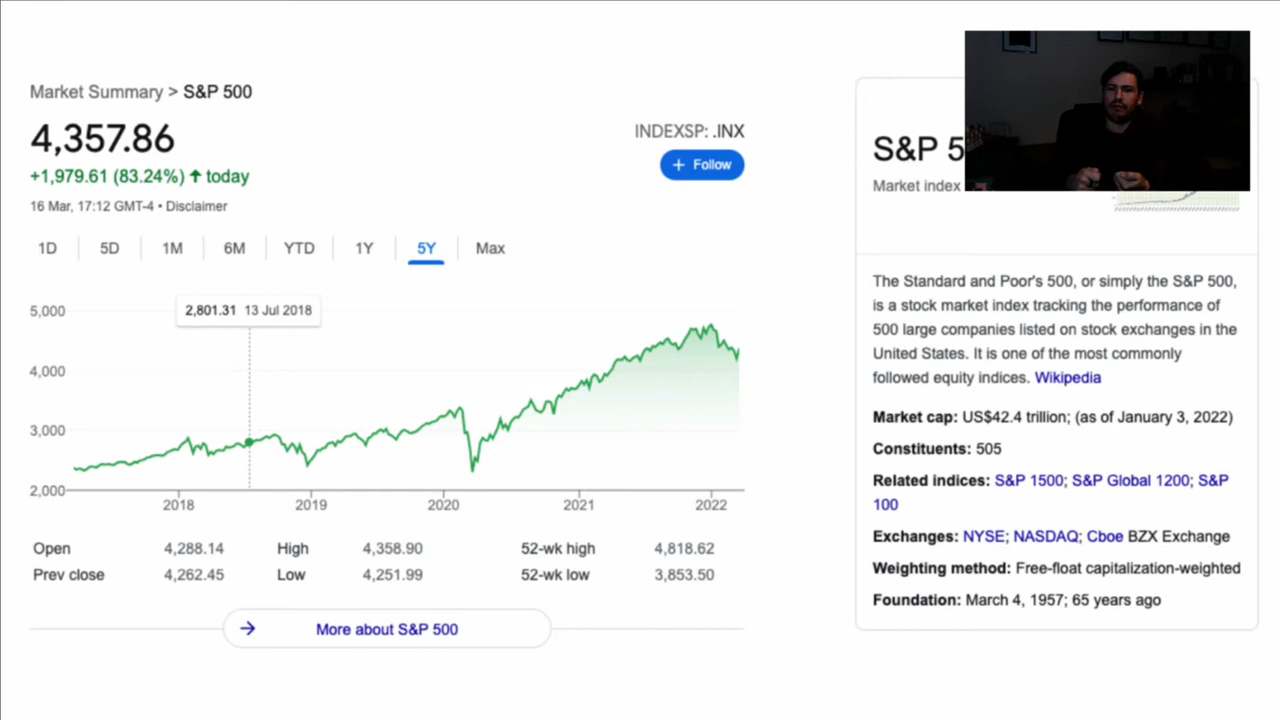 Market Summary > S&P 500
4,357.86
+1,979.61 (83.24%) ↑ today
16 Mar, 17:12 GMT-4 • Disclaimer
INDEXSP: .INX
+ Follow
1D 5D 1M 6M YTD 1Y 5Y Max
2,801.31 13 Jul 2018
5,000
4,000
3,000
2,000
2018 2019 2020 2021 2022
Open 4,288.14 High 4,358.90 52-wk high 4,818.62
Prev close 4,262.45 Low 4,251.99 52-wk low 3,853.50
→ More about S&P 500
S&P 5
Market index
The Standard and Poor's 500, or simply the S&P 500,
is a stock market index tracking the performance of
500 large companies listed on stock exchanges in the
United States. It is one of the most commonly
followed equity indices. Wikipedia
Market cap: US$42.4 trillion; (as of January 3, 2022)
Constituents: 505
Related indices: S&P 1500; S&P Global 1200; S&P
100
Exchanges: NYSE; NASDAQ; Cboe BZX Exchange
Weighting method: Free-float capitalization-weighted
Foundation: March 4, 1957; 65 years ago